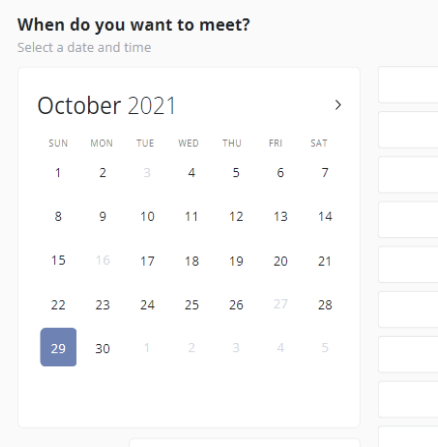 When do you want to meet?
Select a date and time
October 2021 >
SUN MON TUE WED THU FRI SAT
1 2 3 4 5 6 7
8 9 10 11 12 13 14
15 16 17 18 19 20 21
22 23 24 25 26 27 28
29 30 1 2 3 4 5